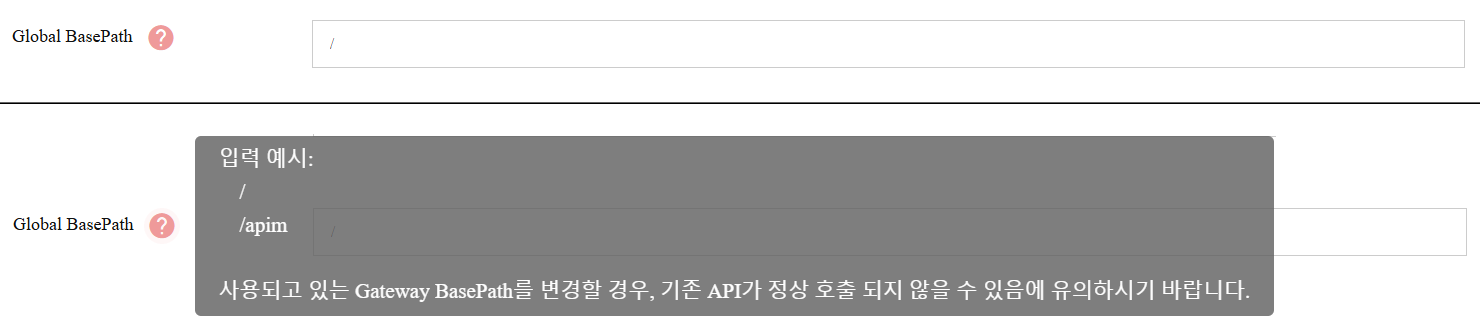 Global BasePath ?
/
입력 예시:
/
/apim
Global BasePath ?
/
사용되고 있는 Gateway BasePath를 변경할 경우, 기존 API가 정상 호출 되지 않을 수 있음에 유의하시기 바랍니다.